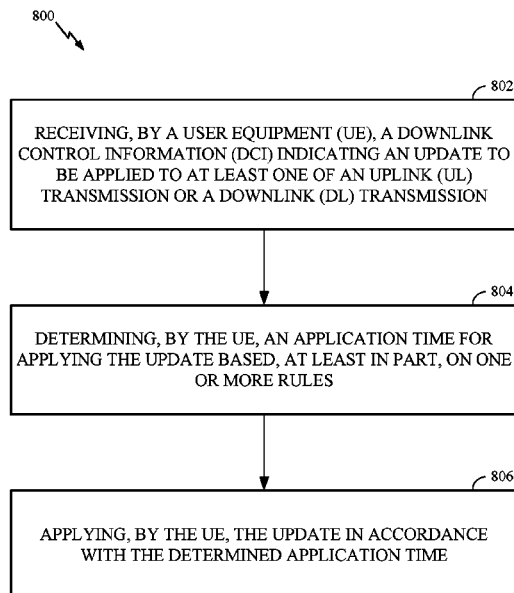 800
802
RECEIVING, BY A USER EQUIPMENT (UE), A DOWNLINK
CONTROL INFORMATION (DCI) INDICATING AN UPDATE TO
BE APPLIED TO AT LEAST ONE OF AN UPLINK (UL)
TRANSMISSION OR A DOWNLINK (DL) TRANSMISSION
804
DETERMINING, BY THE UE, AN APPLICATION TIME FOR
APPLYING THE UPDATE BASED, AT LEAST IN PART, ON ONE
OR MORE RULES
806
APPLYING, BY THE UE, THE UPDATE IN ACCORDANCE
WITH THE DETERMINED APPLICATION TIME